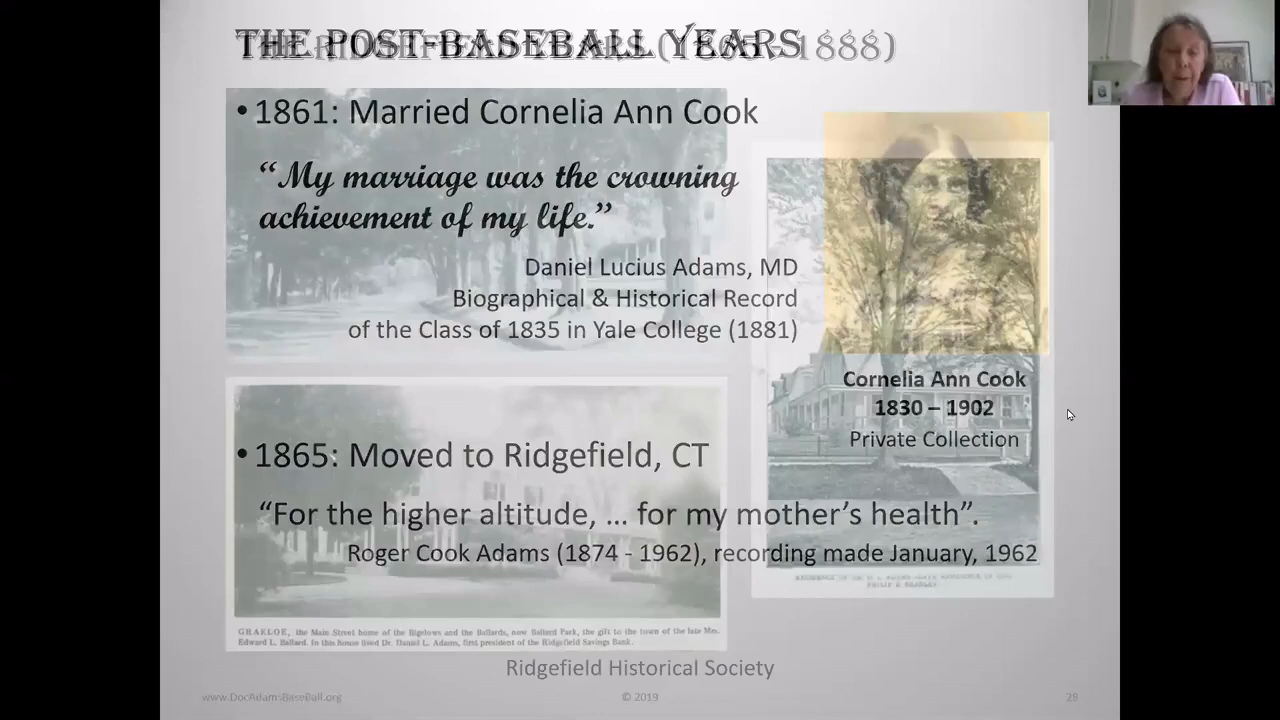 THE POST-BASEBALL YEARS
1888)
• 1861: Married Cornelia Ann Cook
“My marriage was the crowning
achievement of my life.”
Daniel Lucius Adams, MD
Biographical & Historical Record
of the Class of 1835 in Yale College (1881)
Cornelia Ann Cook
1830 – 1902
Private Collection
• 1865: Moved to Ridgefield, CT
“For the higher altitude, ... for my mother’s health”.
Roger Cook Adams (1874 - 1962), recording made January, 1962
GRAELOE, the Main Street home of the Bigelows and the Ballards, now Ballard Park, the gift to the town of the late Mrs.
Edward L. Ballard. In this house lived Dr. Daniel L. Adams, first president of the Ridgefield Savings Bank.
Ridgefield Historical Society
www.DocAdamsBaseBall.org
© 2019
28